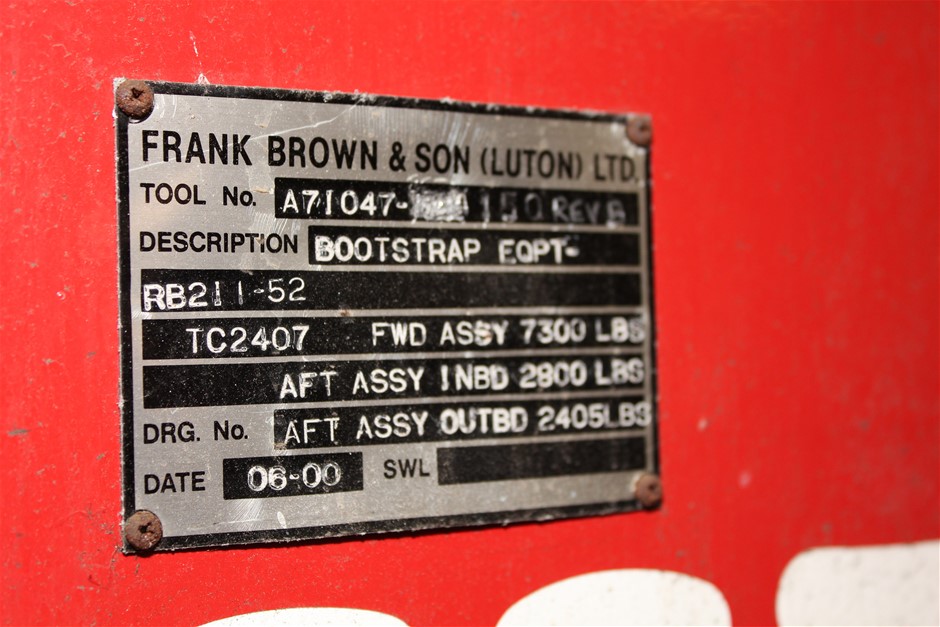 FRANK BROWN & SON (LUTON) LTD.
TOOL No. A71047- 150 REV B
DESCRIPTION BOOTSTRAP EQPT-
RB211-52
TC2407 FWD ASSY 7300 LBS
AFT ASSY INBD 2800 LBS
DRG. No. AFT ASSY OUTBD 2405LBS
DATE 06-00 SWL